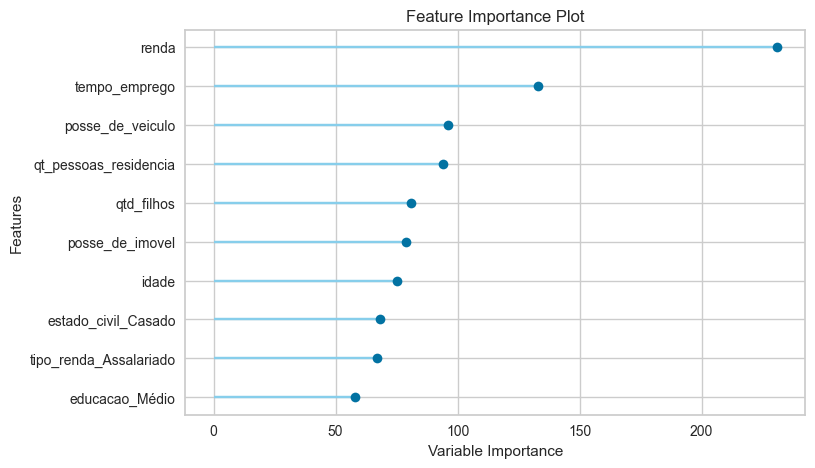 Feature Importance Plot
renda
tempo_emprego
posse_de_veiculo
qt_pessoas_residencia
qtd_filhos
posse_de_imovel
idade
estado_civil_Casado
tipo_renda_Assalariado
educacao_Médio
Features
0 50 100 150 200
Variable Importance